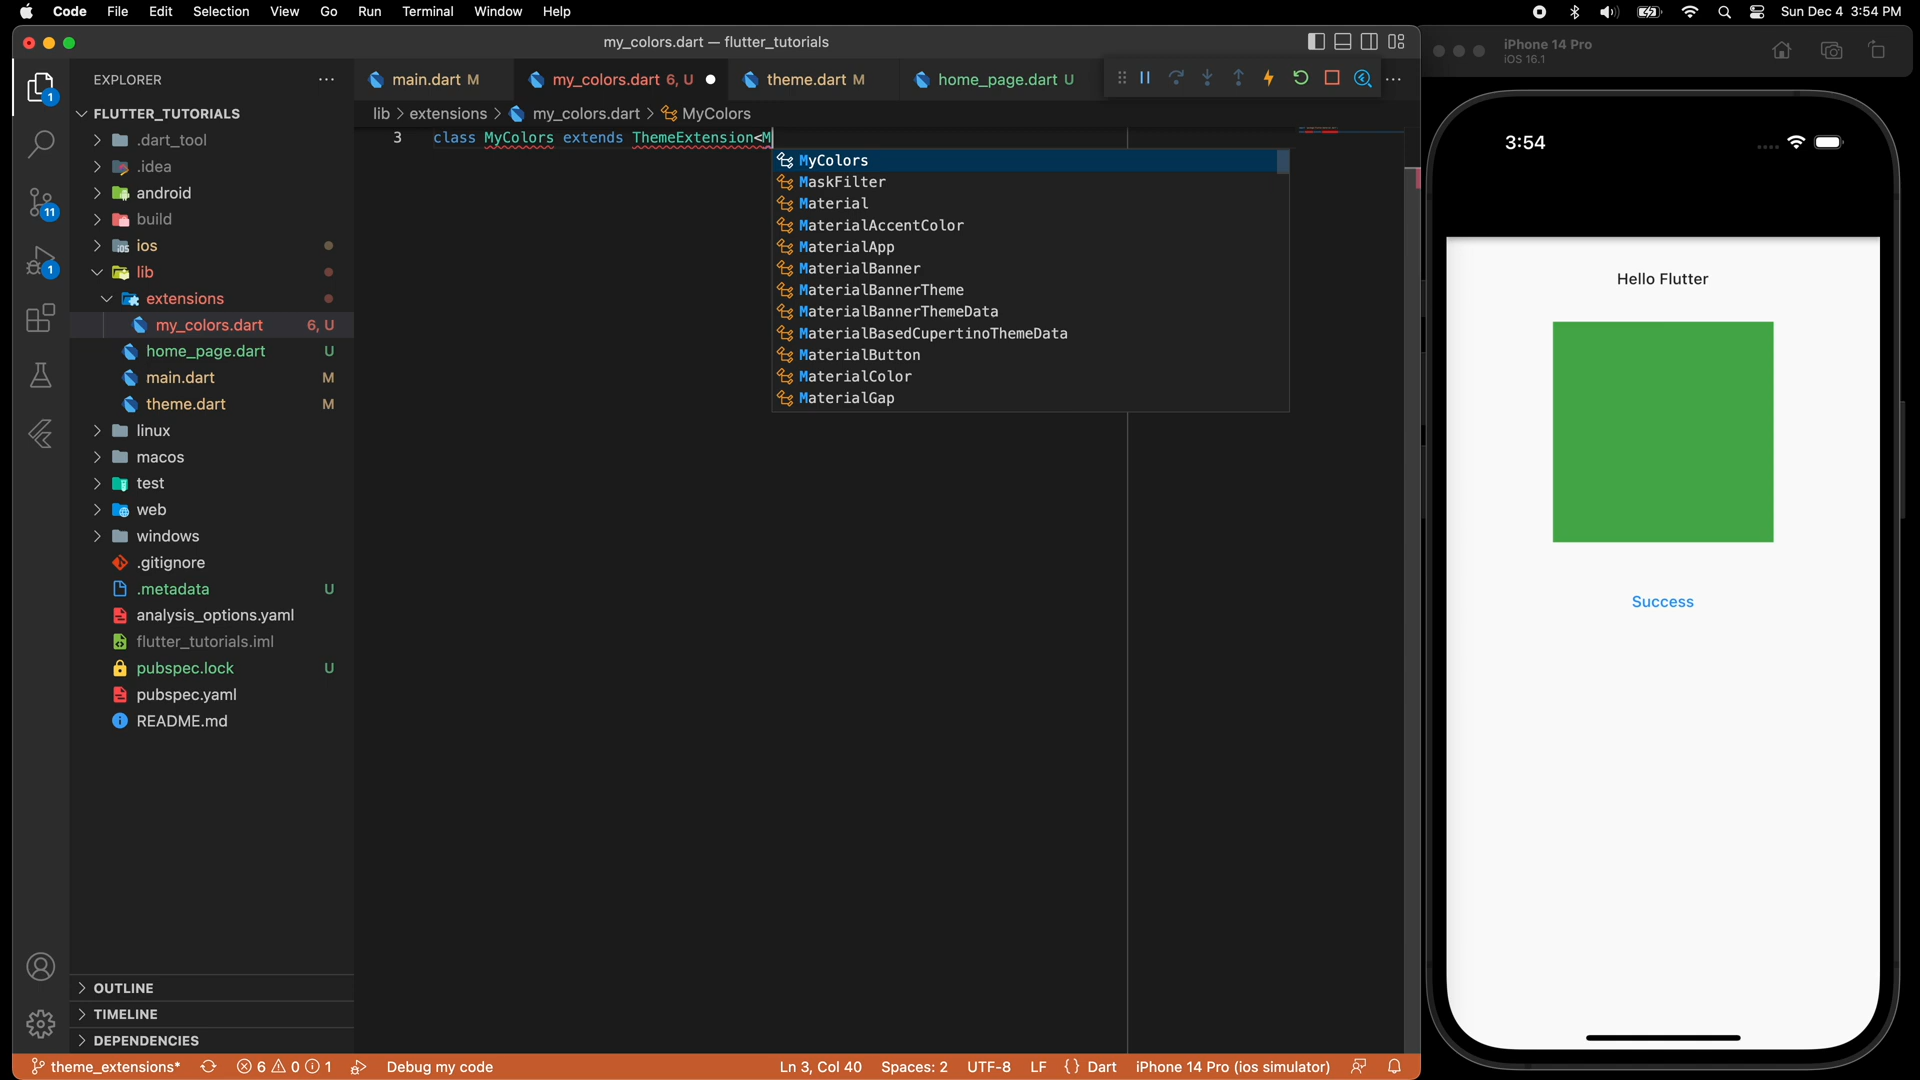 Code File Edit Selection View Go Run Terminal Window Help
Sun Dec 4 3:54 PM
my_colors.dart — flutter_tutorials
iPhone 14 Pro
iOS 16.1
EXPLORER
main.dart M
my_colors.dart 6, U
theme.dart M
home_page.dart U
FLUTTER_TUTORIALS
lib > extensions > my_colors.dart > MyColors
3 class MyColors extends ThemeExtension<M
MyColors
MaskFilter
Material
MaterialAccentColor
MaterialApp
MaterialBanner
MaterialBannerTheme
MaterialBannerThemeData
MaterialBasedCupertinoThemeData
MaterialButton
MaterialColor
MaterialGap
1
11
1
.dart_tool
.idea
android
build
ios
lib
extensions
my_colors.dart 6, U
home_page.dart U
main.dart M
theme.dart M
linux
macos
test
web
windows
.gitignore
.metadata U
analysis_options.yaml
flutter_tutorials.iml
pubspec.lock U
pubspec.yaml
README.md
OUTLINE
TIMELINE
DEPENDENCIES
theme_extensions* 6 0 1 Debug my code
Ln 3, Col 40 Spaces: 2 UTF-8 LF {} Dart iPhone 14 Pro (ios simulator)
3:54
Hello Flutter
Success